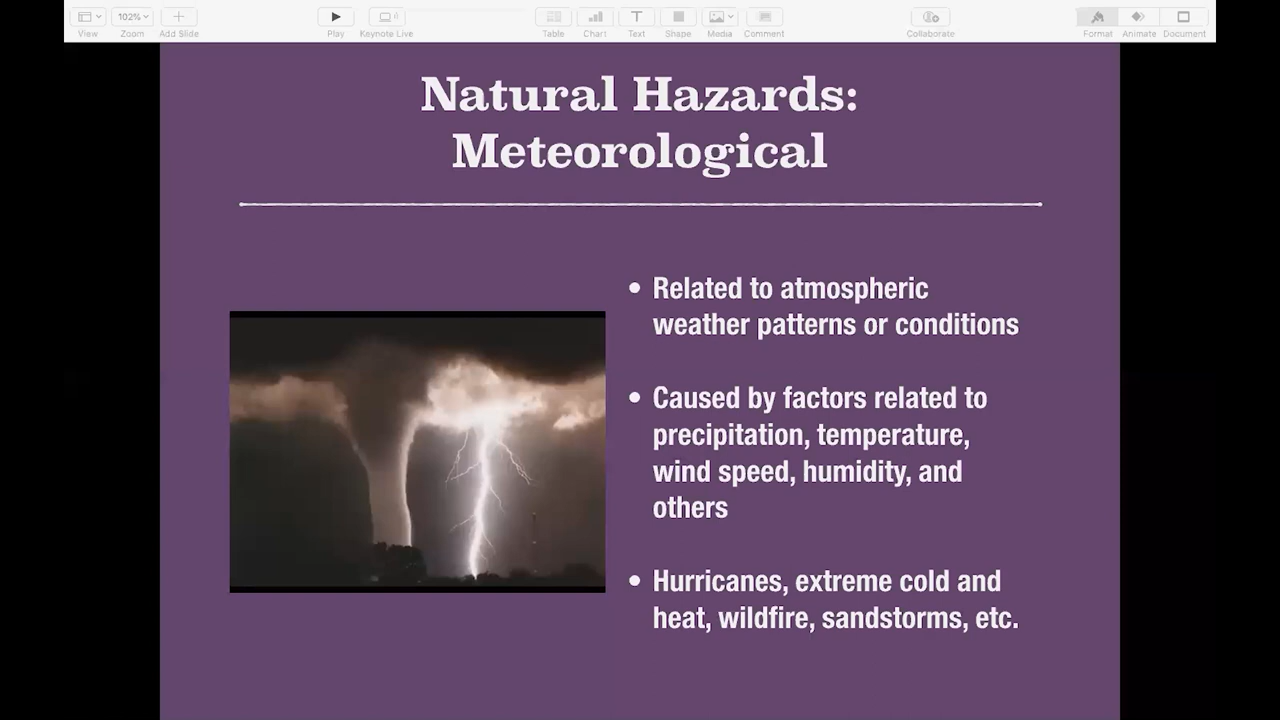 102%
View
Zoom
Add Slide
Play
Keynote Live
Table
Chart
Text
Shape
Media
Comment
Collaborate
Format
Animate
Document
Natural Hazards:
Meteorological
• Related to atmospheric
weather patterns or conditions
• Caused by factors related to
precipitation, temperature,
wind speed, humidity, and
others
• Hurricanes, extreme cold and
heat, wildfire, sandstorms, etc.